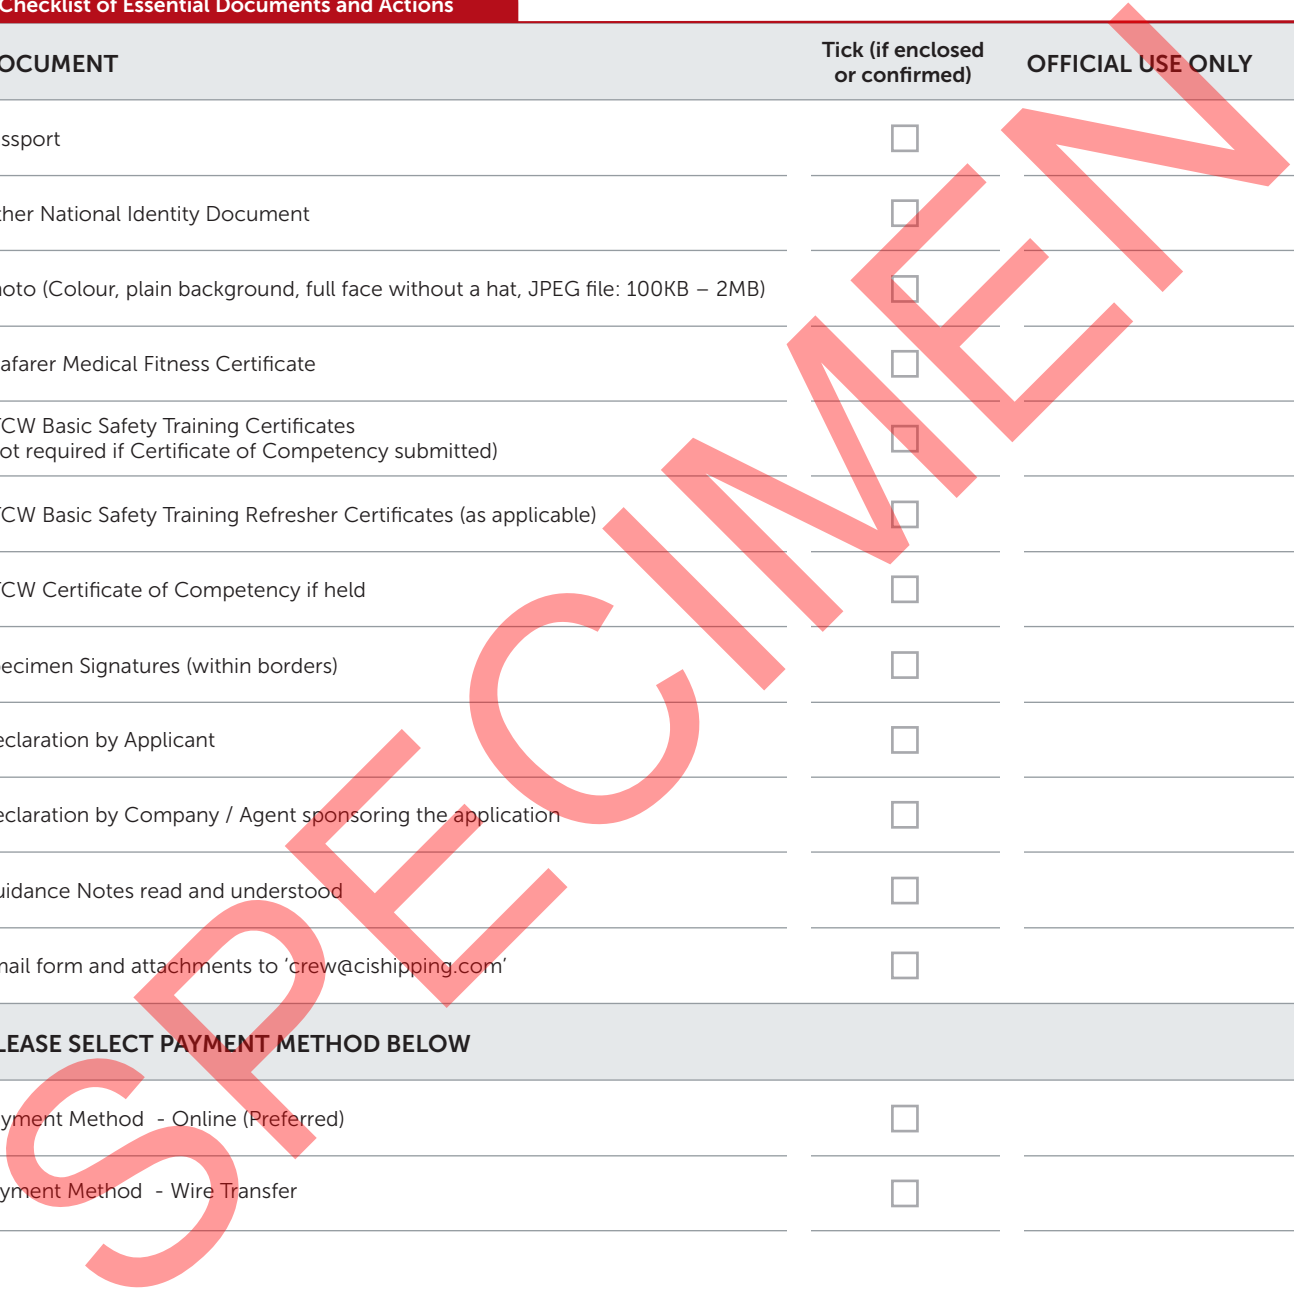 Checklist of Essential Documents and Actions
OCUMENT
Tick (if enclosed
or confirmed)
OFFICIAL USE ONLY
ssport
ther National Identity Document
oto (Colour, plain background, full face without a hat, JPEG file: 100KB – 2MB)
afarer Medical Fitness Certificate
TCW Basic Safety Training Certificates
ot required if Certificate of Competency submitted)
TCW Basic Safety Training Refresher Certificates (as applicable)
TCW Certificate of Competency if held
ecimen Signatures (within borders)
eclaration by Applicant
eclaration by Company / Agent sponsoring the application
uidance Notes read and understood
mail form and attachments to ‘crew@cishipping.com’
LEASE SELECT PAYMENT METHOD BELOW
yment Method - Online (Preferred)
yment Method - Wire Transfer
SPECIMEN